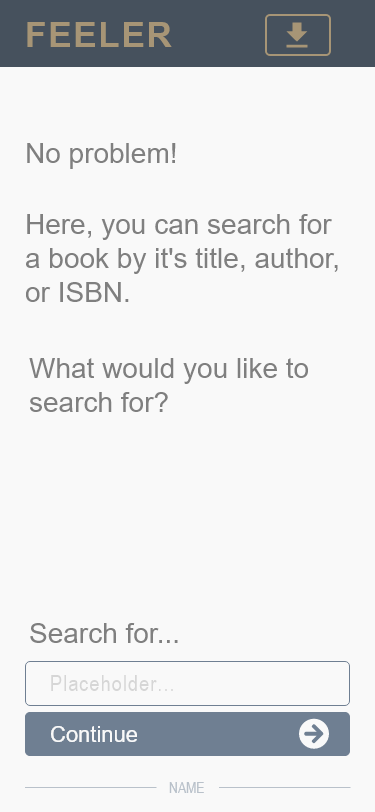 FEELER
No problem!
Here, you can search for
a book by it's title, author,
or ISBN.
What would you like to
search for?
Search for...
Placeholder...
Continue
NAME